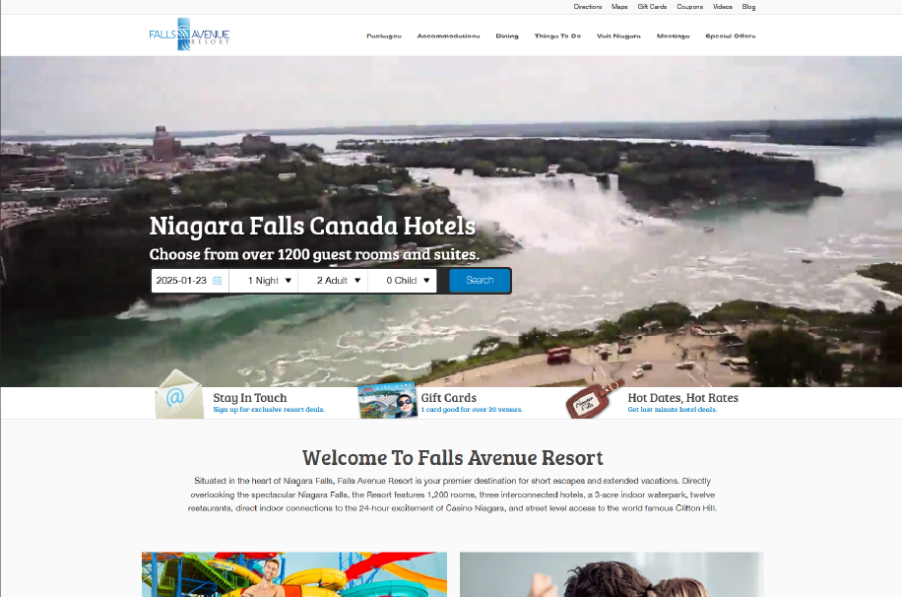 Directions Maps Gift Cards Coupons Videos Blog
FALLS AVENUE
RESORT
Packages Accommodations Dining Things To Do Visit Niagara Meetings Special Offers
Niagara Falls Canada Hotels
Choose from over 1200 guest rooms and suites.
2025-01-23 1 Night 2 Adult 0 Child Search
@
Stay In Touch
Sign up for exclusive resort deals.
Gift Cards
1 card good for over 20 venues.
Niagara
Falls
Hot Dates, Hot Rates
Get last minute hotel deals.
Welcome To Falls Avenue Resort
Situated in the heart of Niagara Falls, Falls Avenue Resort is your premier destination for short escapes and extended vacations. Directly
overlooking the spectacular Niagara Falls, the Resort features 1,200 rooms, three interconnected hotels, a 3-acre indoor waterpark, twelve
restaurants, direct indoor connections to the 24-hour excitement of Casino Niagara, and street level access to the world famous Clifton Hill.